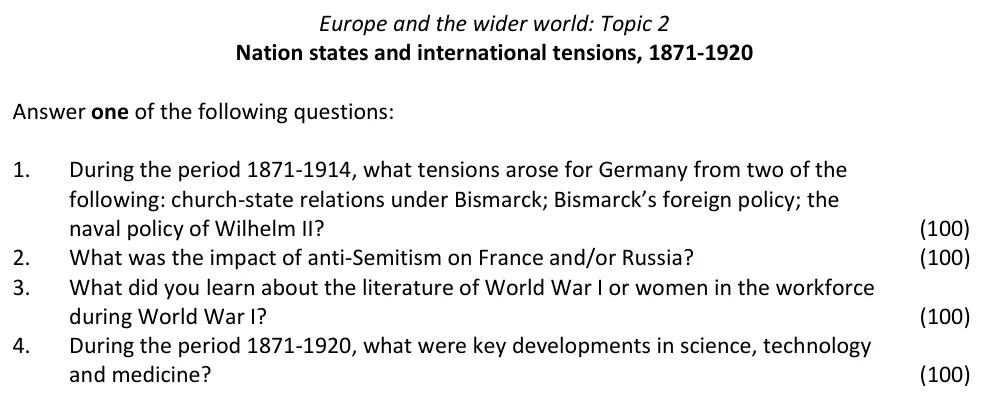 Europe and the wider world: Topic 2
Nation states and international tensions, 1871-1920
Answer one of the following questions:
1. During the period 1871-1914, what tensions arose for Germany from two of the
following: church-state relations under Bismarck; Bismarck’s foreign policy; the
naval policy of Wilhelm II? (100)
2. What was the impact of anti-Semitism on France and/or Russia? (100)
3. What did you learn about the literature of World War I or women in the workforce
during World War I? (100)
4. During the period 1871-1920, what were key developments in science, technology
and medicine? (100)